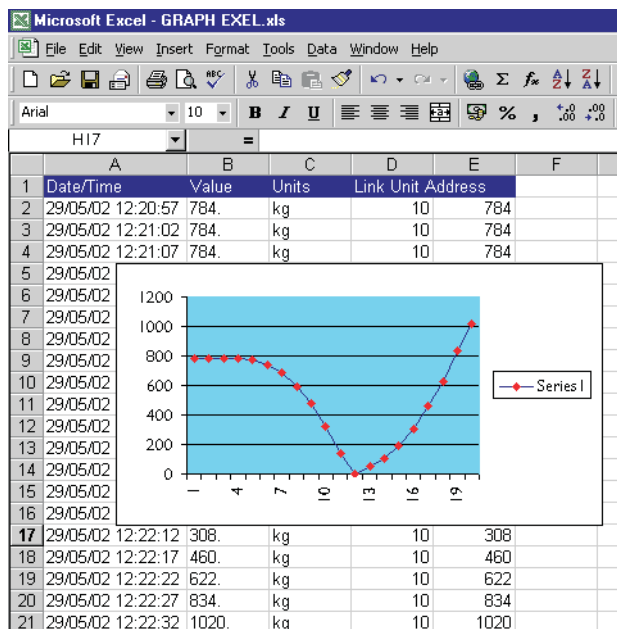 Microsoft Excel - GRAPH EXEL.xls
File Edit View Insert Format Tools Data Window Help
Arial 10 B I U % , .00 .00
H17 =
A B C D E F
1 Date/Time Value Units Link Unit Address
2 29/05/02 12:20:57 784. kg 10 784
3 29/05/02 12:21:02 784. kg 10 784
4 29/05/02 12:21:07 784. kg 10 784
5 29/05/02
6 29/05/02
7 29/05/02
8 29/05/02
9 29/05/02
10 29/05/02
11 29/05/02
12 29/05/02
13 29/05/02
14 29/05/02
15 29/05/02
16 29/05/02
1200
1000
800
600
400
200
0
1 4 7 10 13 16 19
Series1
17 29/05/02 12:22:12 308. kg 10 308
18 29/05/02 12:22:17 460. kg 10 460
19 29/05/02 12:22:22 622. kg 10 622
20 29/05/02 12:22:27 834. kg 10 834
21 29/05/02 12:22:32 1020. kg 10 1020